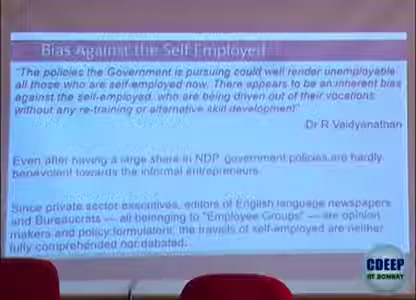 Bias Against the Self Employed
"The policies the Government is pursuing could well render unemployable
all those who are self-employed now. There appears to be an inherent bias
against the self-employed, who are being driven out of their vocations
without any re-training or alternative skill development"
Dr R Vaidyanathan
Even after having a large share in NDP, government policies are hardly
benevolent towards the informal entrepreneurs.
Since private sector executives, editors of English language newspapers
and Bureaucrats — all belonging to "Employee Groups" — are opinion
makers and policy formulators, the travails of self-employed are neither
fully comprehended nor debated.
CDEEP
IIT BOMBAY